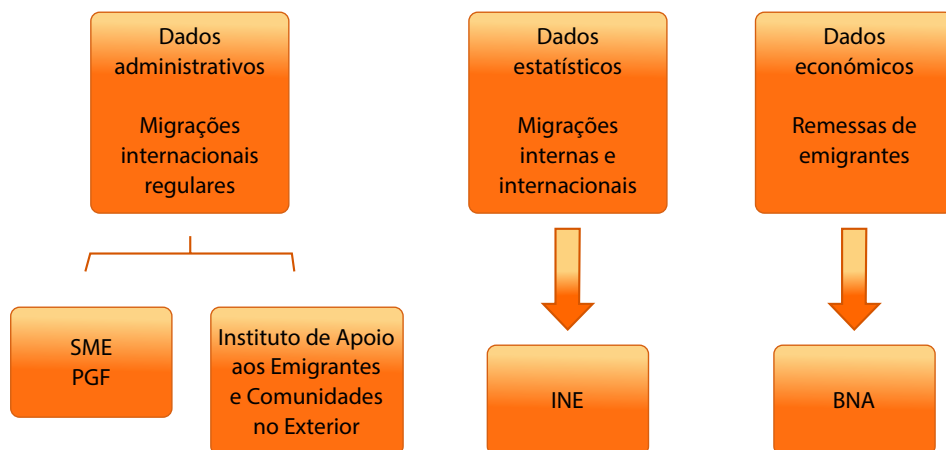 Dados
administrativos
Migrações
internacionais
regulares
Dados
estatísticos
Migrações
internas e
internacionais
Dados
económicos
Remessas de
emigrantes
SME
PGF
Instituto de Apoio
aos Emigrantes
e Comunidades
no Exterior
INE
BNA